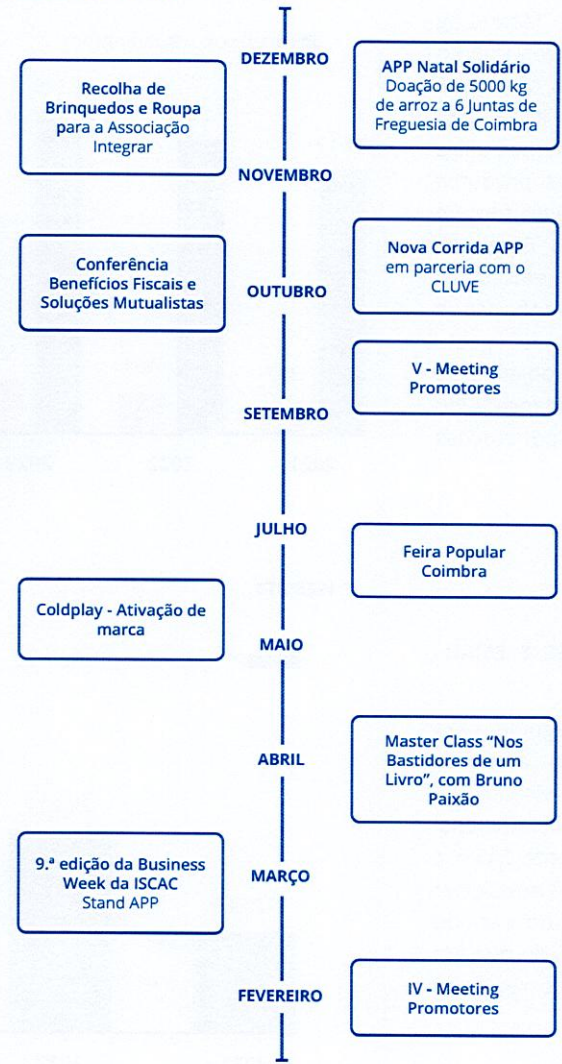 DEZEMBRO
APP Natal Solidário
Doação de 5000 kg
de arroz a 6 Juntas de
Freguesia de Coimbra
Recolha de
Brinquedos e Roupa
para a Associação
Integrar
NOVEMBRO
Nova Corrida APP
em parceria com o
CLUVE
Conferência
Benefícios Fiscais e
Soluções Mutualistas
OUTUBRO
V - Meeting
Promotores
SETEMBRO
JULHO
Feira Popular
Coimbra
Coldplay - Ativação de
marca
MAIO
ABRIL
Master Class “Nos
Bastidores de um
Livro”, com Bruno
Paixão
9.ª edição da Business
Week da ISCAC
Stand APP
MARÇO
FEVEREIRO
IV - Meeting
Promotores